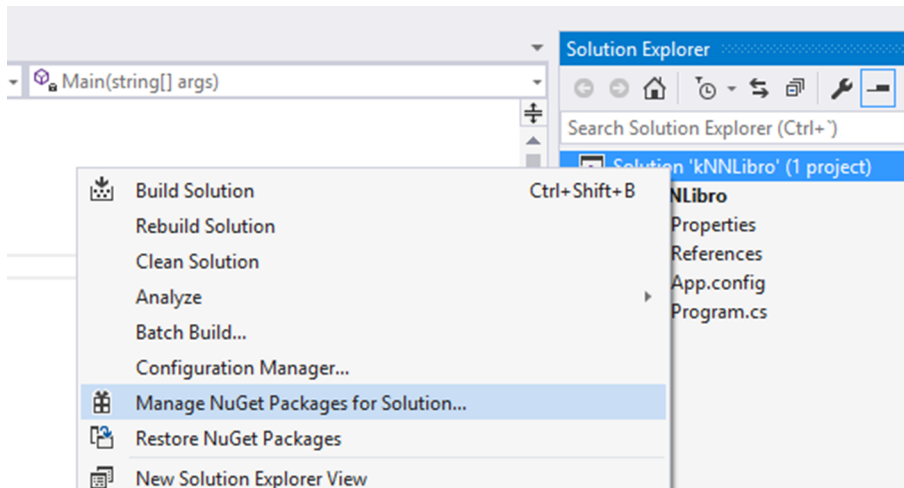 Main(string[] args)
Solution Explorer
Search Solution Explorer (Ctrl+`)
Solution 'kNNLibro' (1 project)
NLibro
Properties
References
App.config
Program.cs
Build Solution Ctrl+Shift+B
Rebuild Solution
Clean Solution
Analyze
Batch Build...
Configuration Manager...
Manage NuGet Packages for Solution...
Restore NuGet Packages
New Solution Explorer View